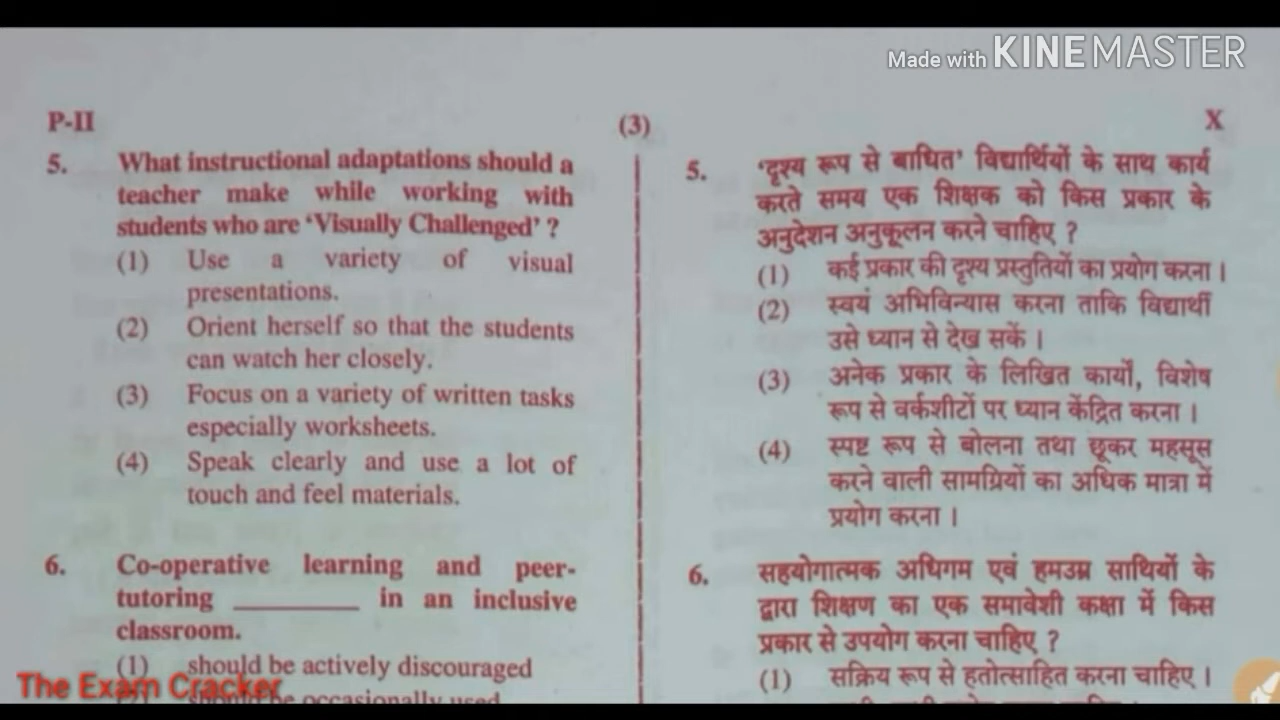 Made with KINEMASTER
P-II
(3)
X
5. What instructional adaptations should a
teacher make while working with
students who are ‘Visually Challenged’ ?
(1) Use a variety of visual
presentations.
(2) Orient herself so that the students
can watch her closely.
(3) Focus on a variety of written tasks
especially worksheets.
(4) Speak clearly and use a lot of
touch and feel materials.
6. Co-operative learning and peer-
tutoring __________ in an inclusive
classroom.
(1) should be actively discouraged
should be occasionally used
5. ‘दृश्य रूप से बाधित’ विद्यार्थियों के साथ कार्य
करते समय एक शिक्षक को किस प्रकार के
अनुदेशन अनुकूलन करने चाहिए ?
(1) कई प्रकार की दृश्य प्रस्तुतियों का प्रयोग करना ।
(2) स्वयं अभिविन्यास करना ताकि विद्यार्थी
उसे ध्यान से देख सकें ।
(3) अनेक प्रकार के लिखित कार्यों, विशेष
रूप से वर्कशीटों पर ध्यान केंद्रित करना ।
(4) स्पष्ट रूप से बोलना तथा छूकर महसूस
करने वाली सामग्रियों का अधिक मात्रा में
प्रयोग करना ।
6. सहयोगात्मक अधिगम एवं हमउम्र साथियों के
द्वारा शिक्षण का एक समावेशी कक्षा में किस
प्रकार से उपयोग करना चाहिए ?
(1) सक्रिय रूप से हतोत्साहित करना चाहिए ।
The Exam Cracker